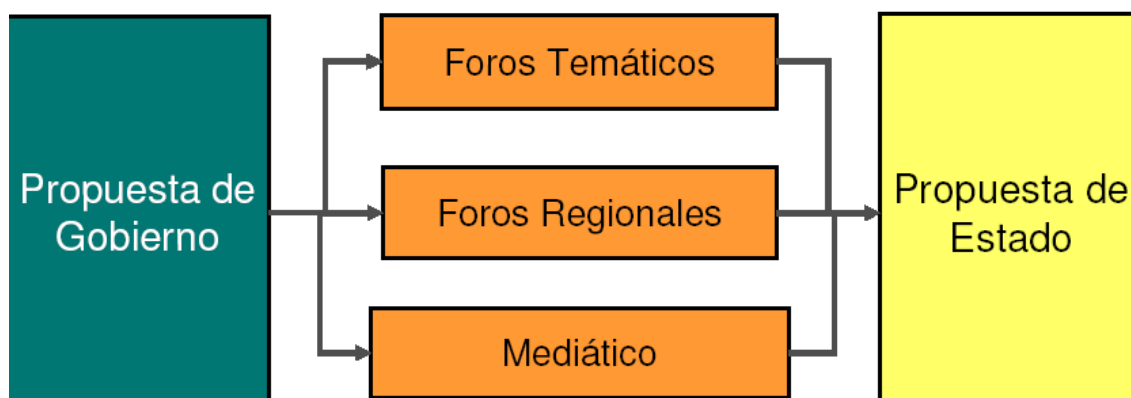 Propuesta de
Gobierno
Foros Temáticos
Foros Regionales
Mediático
Propuesta de
Estado